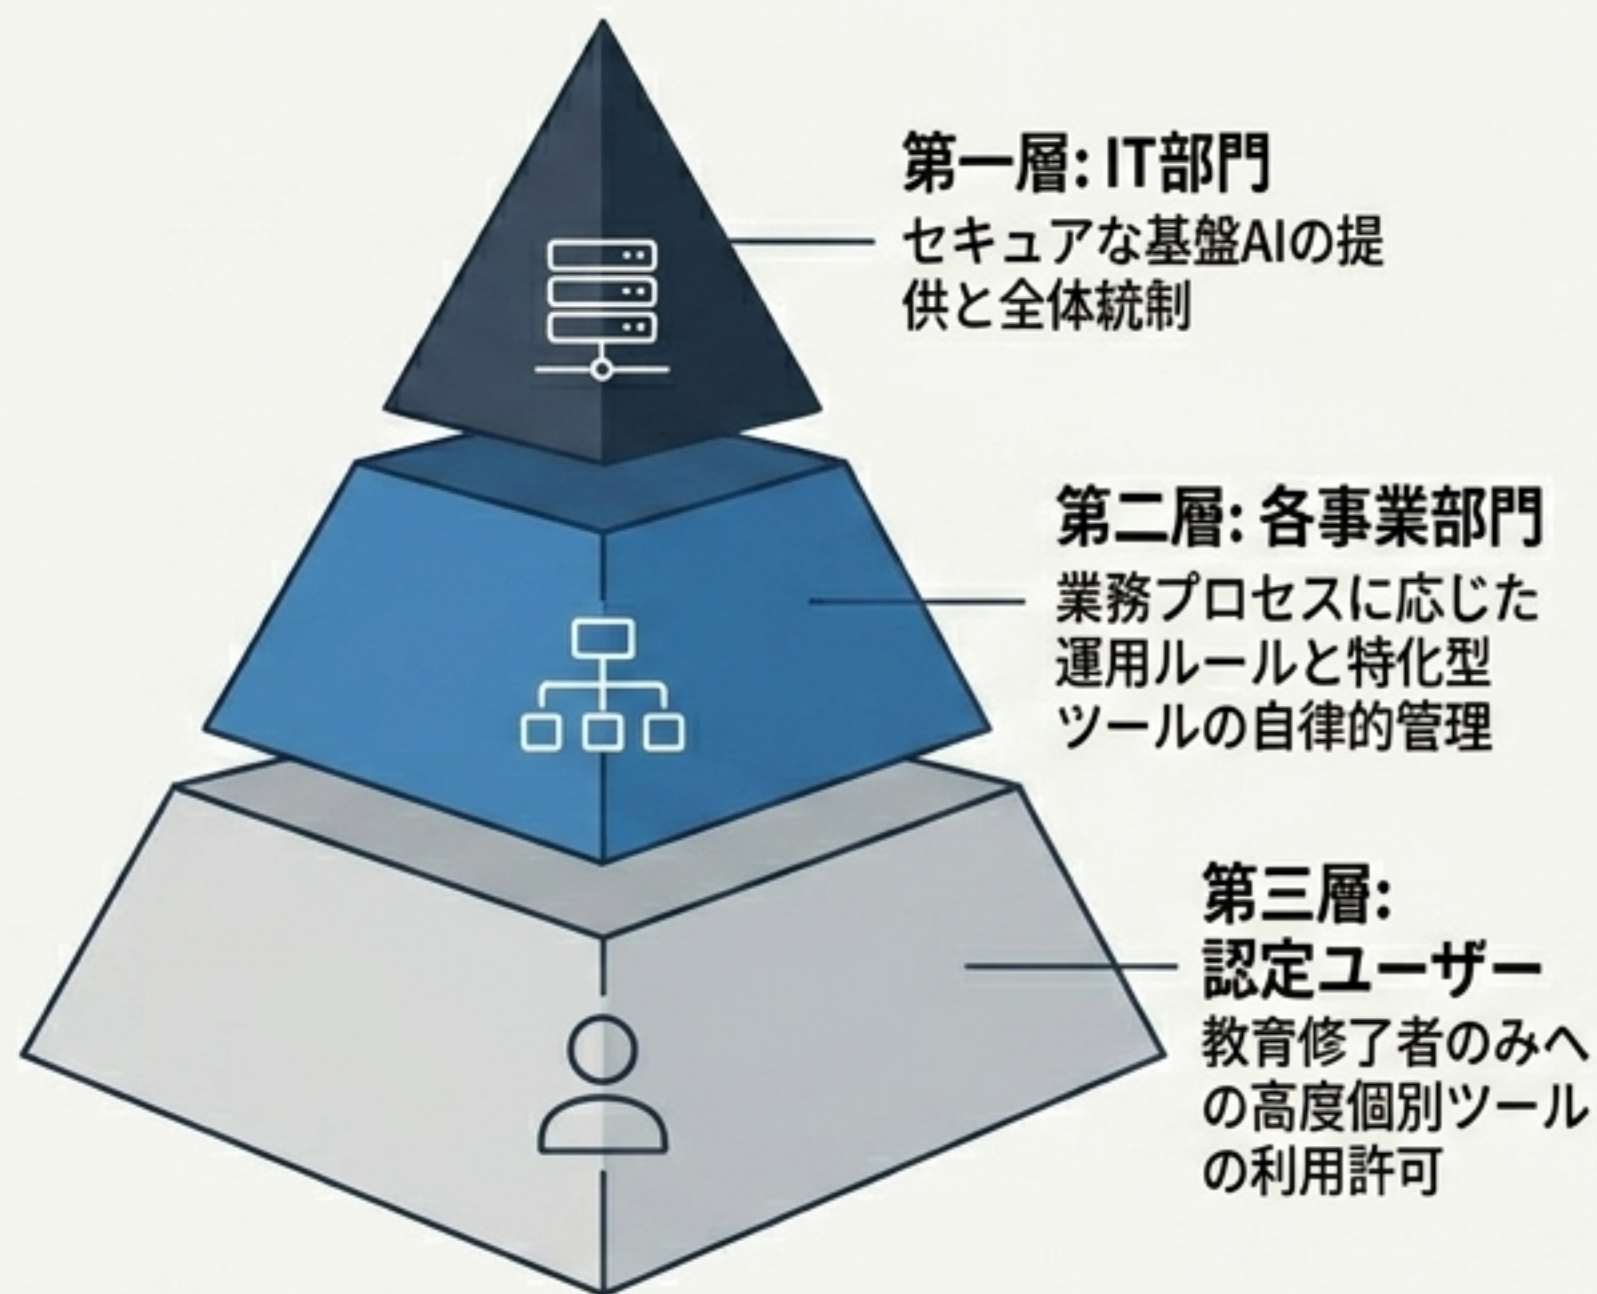 第一層: IT部門
セキュアな基盤AIの提
供と全体統制
第二層: 各事業部門
業務プロセスに応じた
運用ルールと特化型
ツールの自律的管理
第三層:
認定ユーザー
教育修了者のみへ
の高度個別ツール
の利用許可